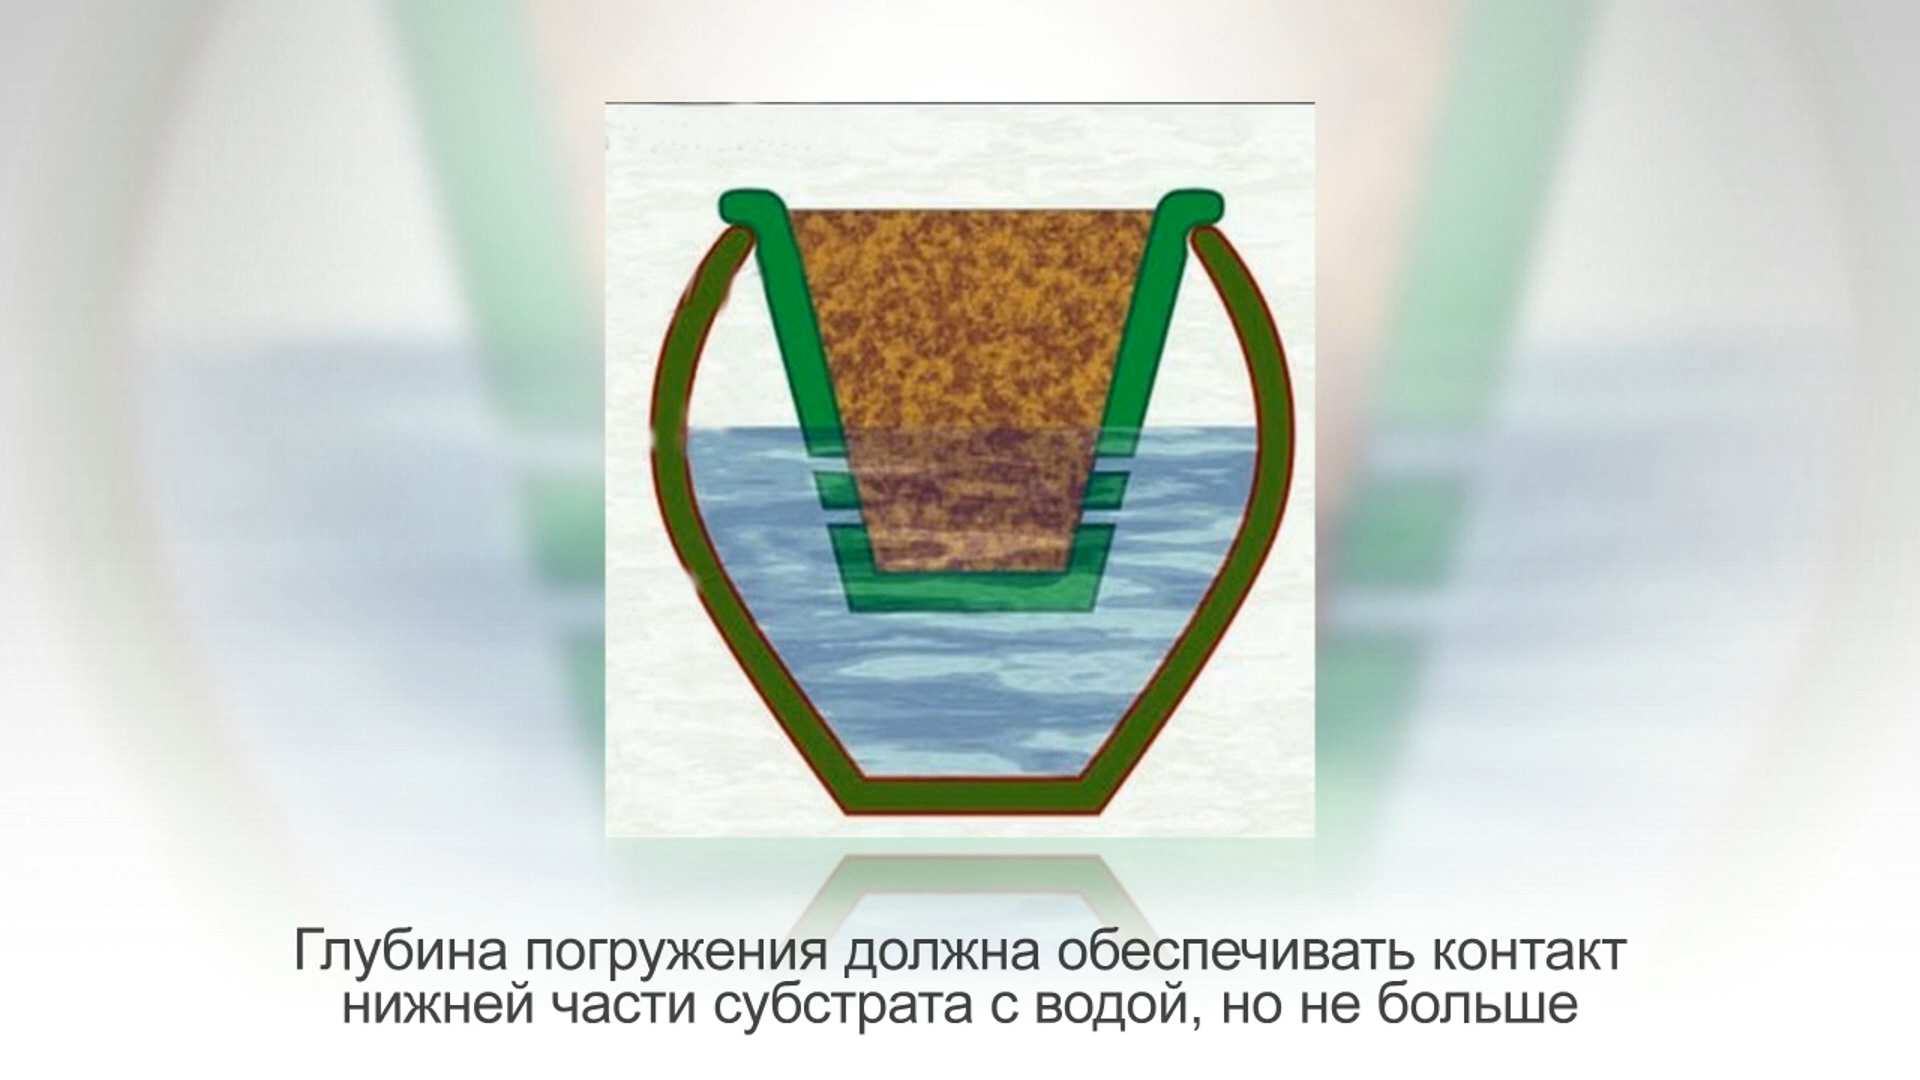 Глубина погружения должна обеспечивать контакт
нижней части субстрата с водой, но не больше